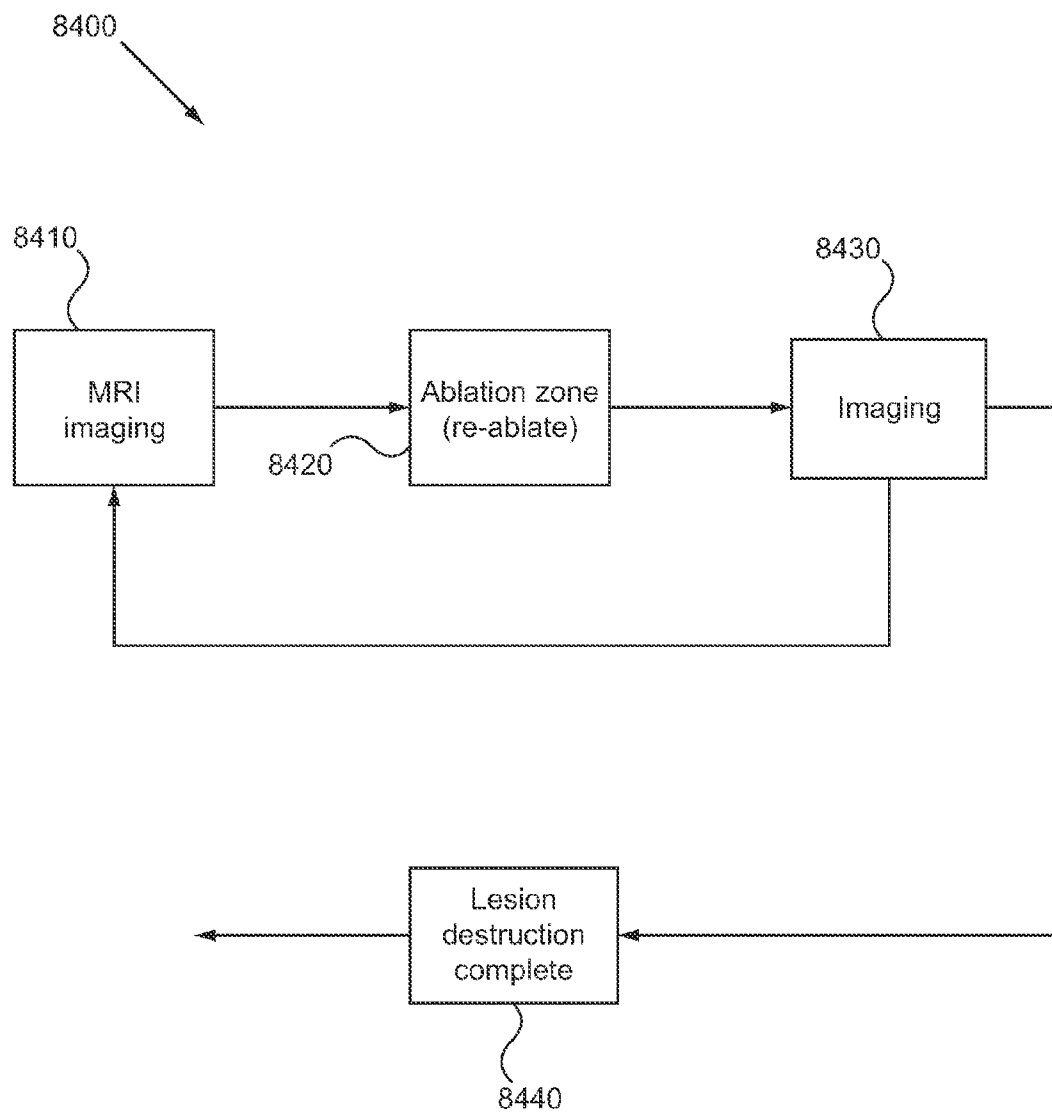 8400
8410
8430
MRI
imaging
Ablation zone
(re-ablate)
Imaging
8420
Lesion
destruction
complete
8440